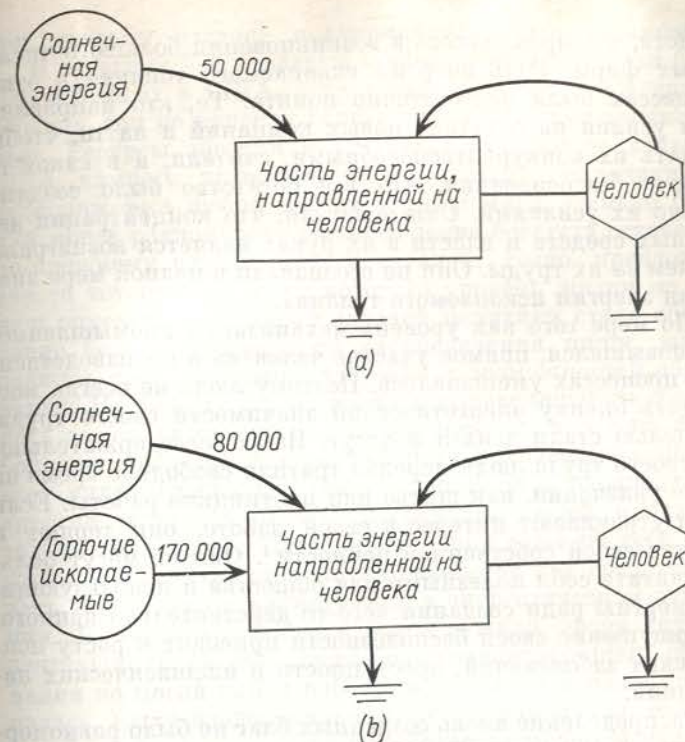 Солнеч-
ная
энергия
50 000
Часть энергии,
направленной на
человека
Человек
(a)
Солнеч-
ная
энергия
80 000
Горючие
ископае-
мые
170 000
Часть энергии
направленной на
человека
Человек
(b)